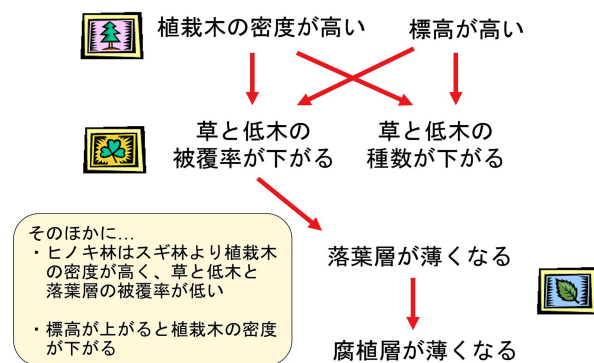 植栽木の密度が高い
標高が高い
草と低木の
被覆率が下がる
草と低木の
種数が下がる
落葉層が薄くなる
腐植層が薄くなる
そのほかに…
・ヒノキ林はスギ林より植栽木
の密度が高く、草と低木と
落葉層の被覆率が低い
・標高が上がると植栽木の密度
が下がる